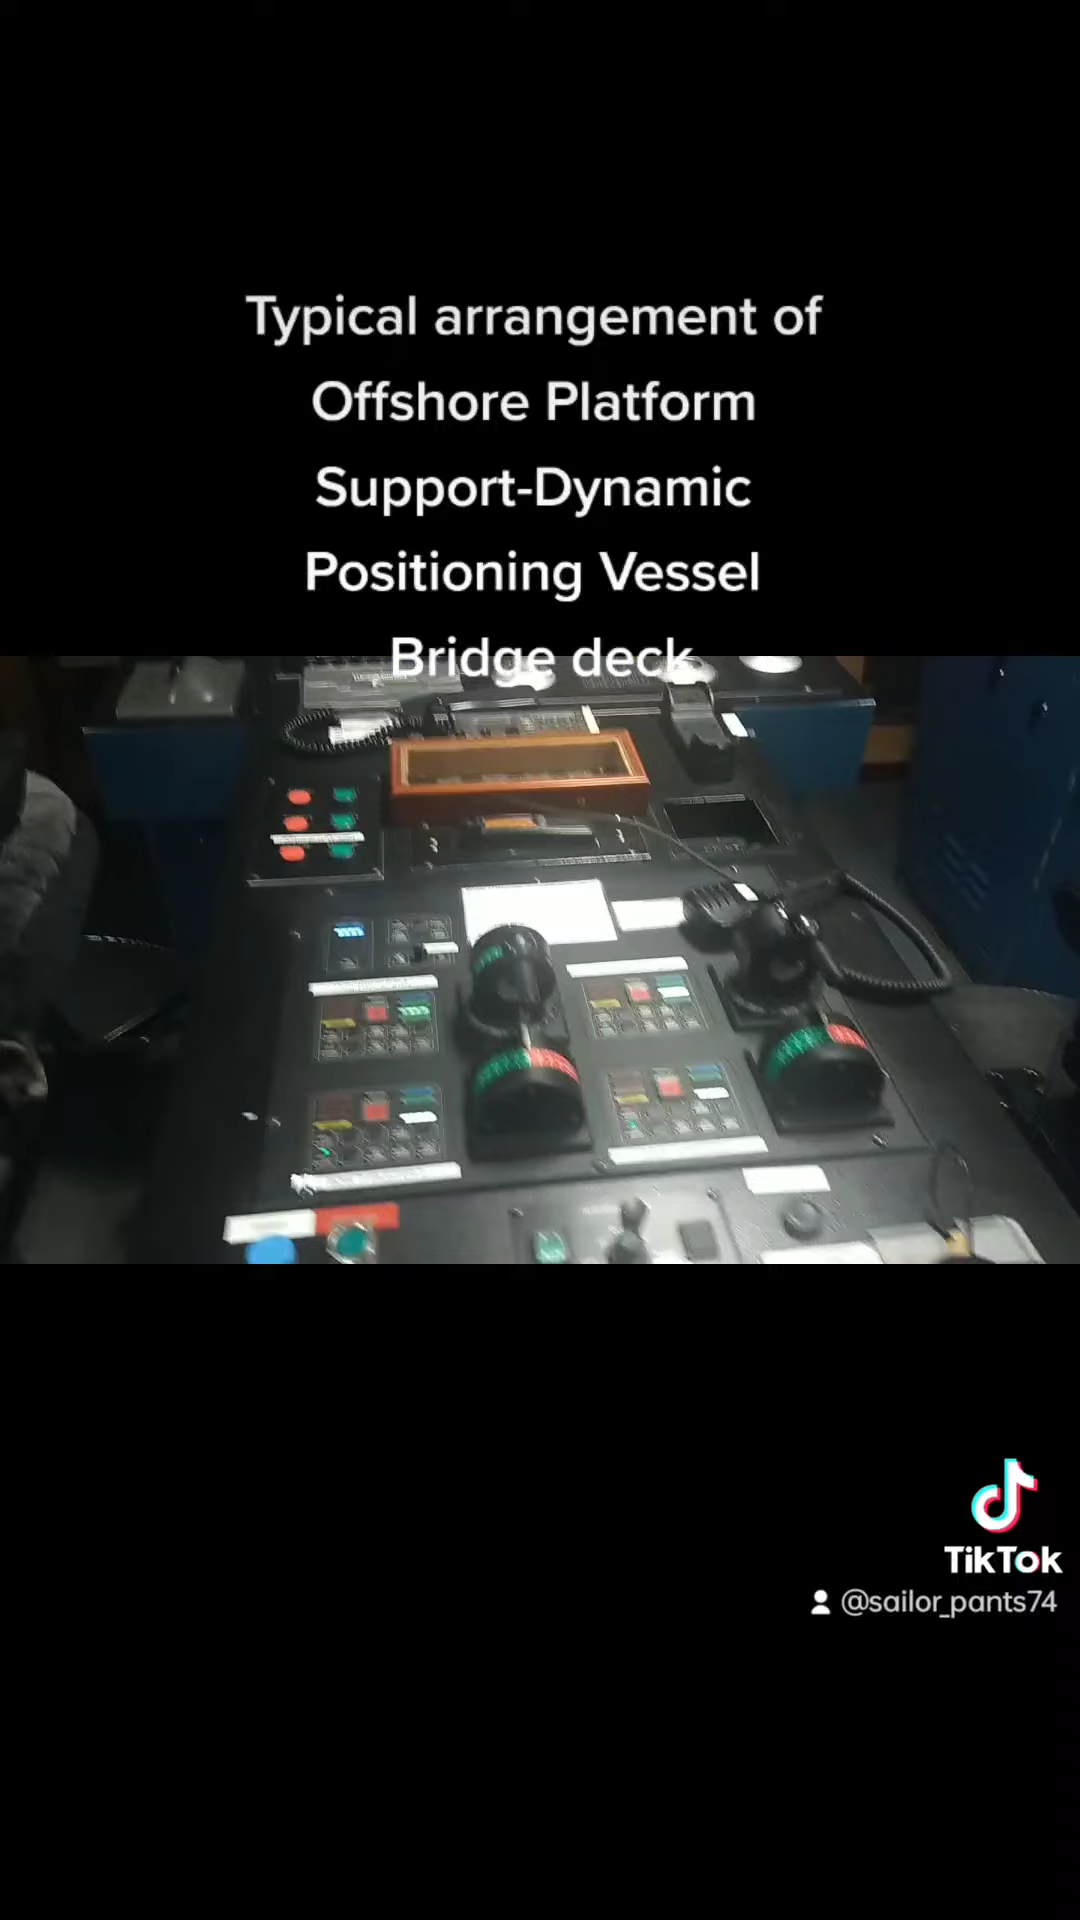 Typical arrangement of
Offshore Platform
Support-Dynamic
Positioning Vessel
Bridge deck
TikTok
@sailor_pants74